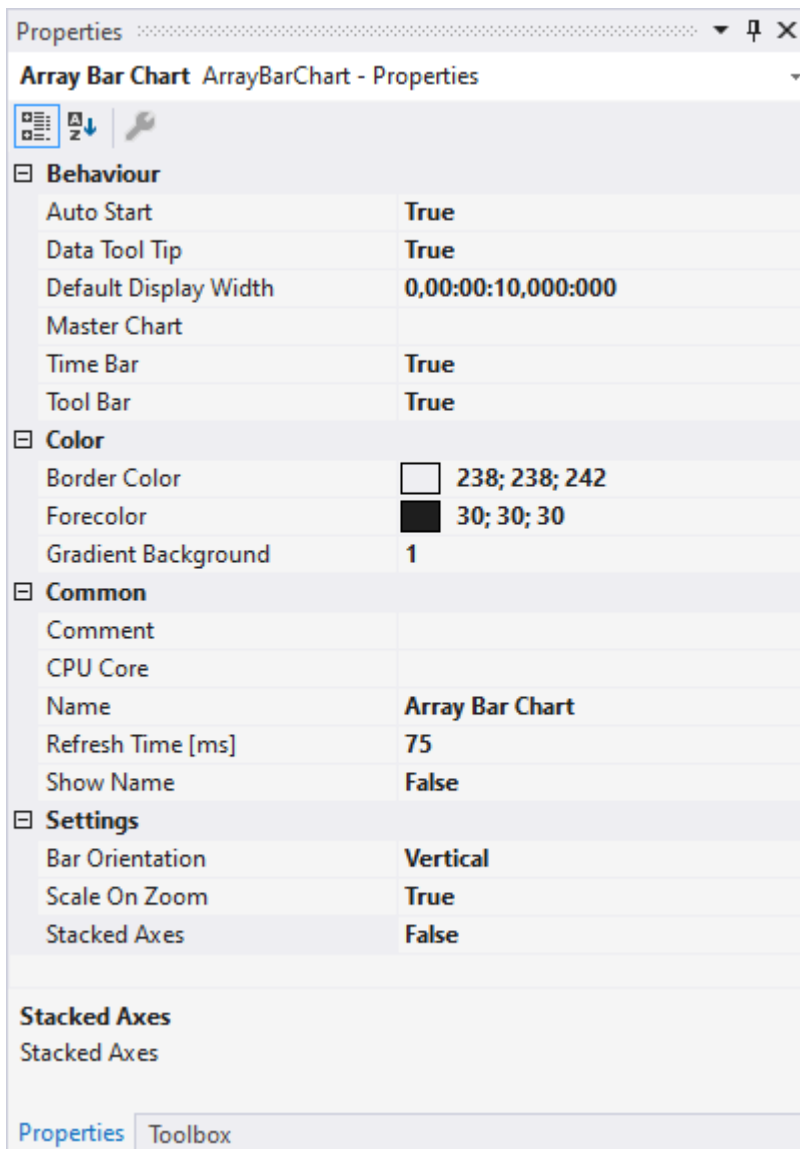 Properties
Array Bar Chart ArrayBarChart - Properties
Behaviour
Auto Start True
Data Tool Tip True
Default Display Width 0,00:00:10,000:000
Master Chart
Time Bar True
Tool Bar True
Color
Border Color 238; 238; 242
Forecolor 30; 30; 30
Gradient Background 1
Common
Comment
CPU Core
Name Array Bar Chart
Refresh Time [ms] 75
Show Name False
Settings
Bar Orientation Vertical
Scale On Zoom True
Stacked Axes False
Stacked Axes
Stacked Axes
Properties Toolbox